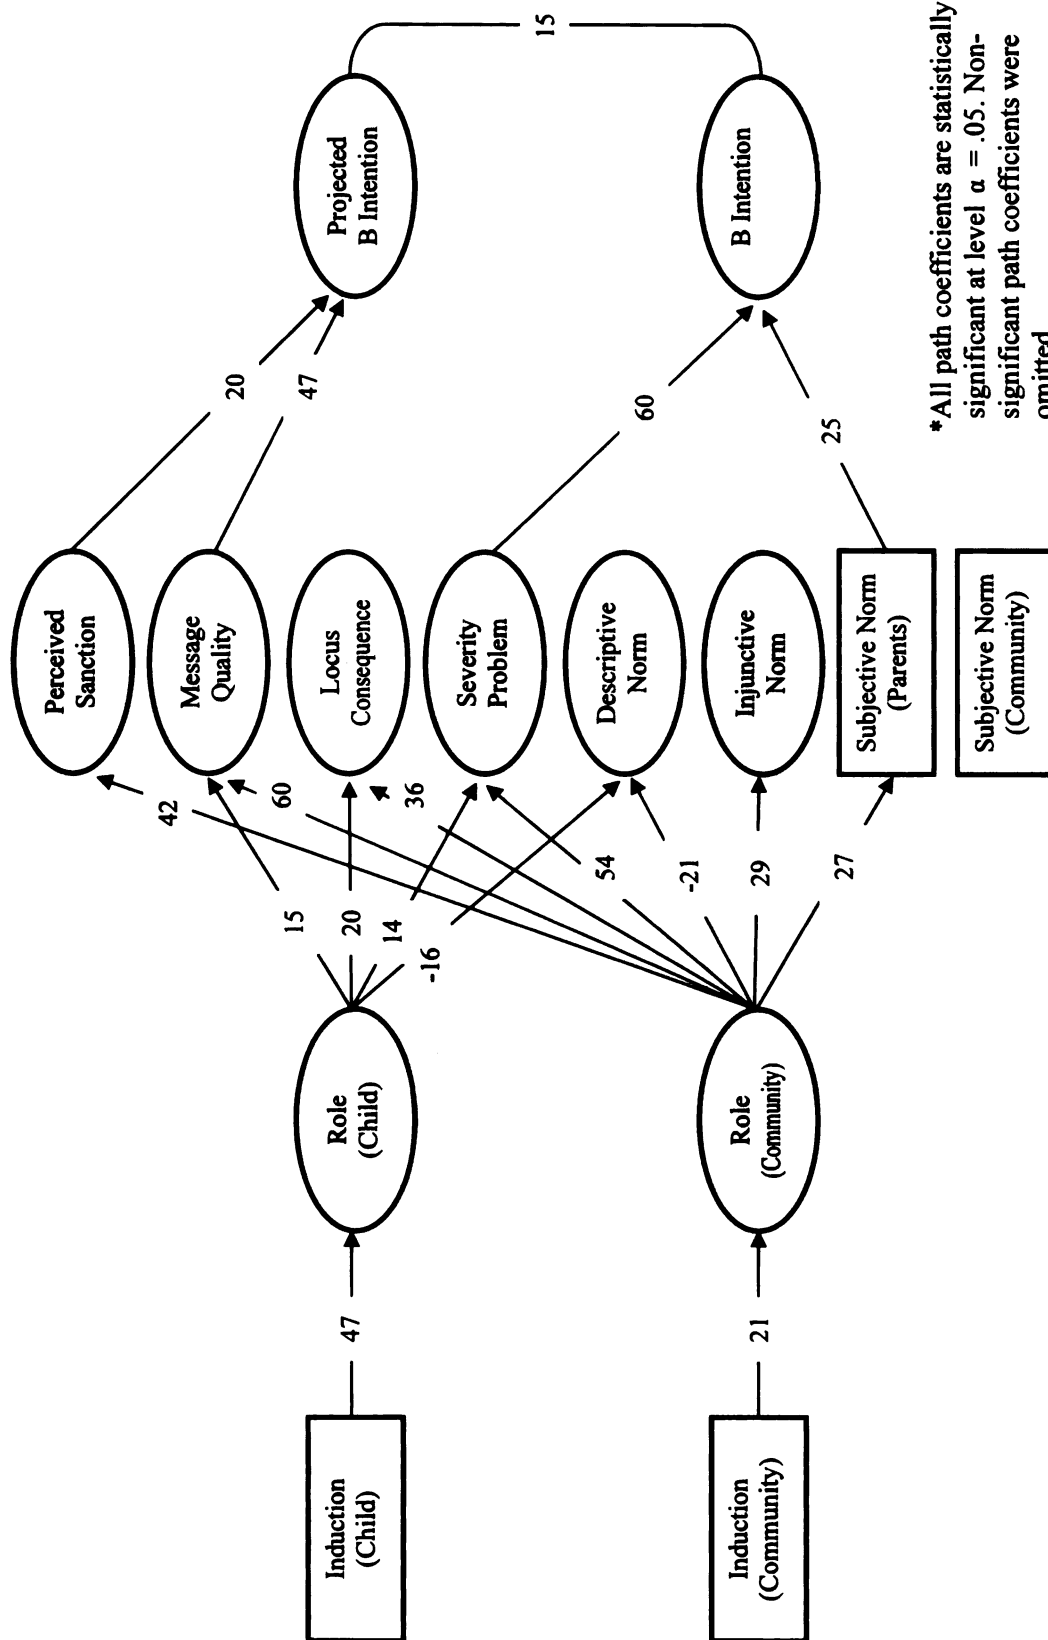 Induction
(Child)
Induction
(Community)
47
21
Role
(Child)
Role
(Community)
15
20
14
-16
42
60
36
54
-21
29
27
Perceived
Sanction
Message
Quality
Locus
Consequence
Severity
Problem
Descriptive
Norm
Injunctive
Norm
Subjective Norm
(Parents)
Subjective Norm
(Community)
20
47
60
25
Projected
B Intention
B Intention
15
*All path coefficients are statistically
significant at level α = .05. Non-
significant path coefficients were
omitted